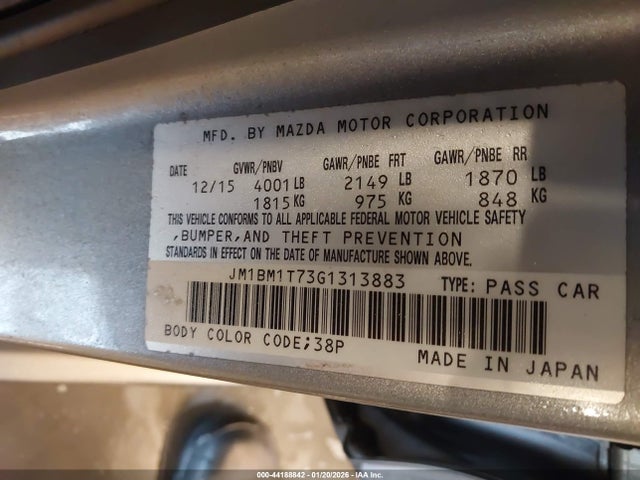 MFD. BY MAZDA MOTOR CORPORATION
DATE GVWR/PNBV GAWR/PNBE FRT GAWR/PNBE RR
12/15 4001 LB 2149 LB 1870 LB
1815 KG 975 KG 848 KG
THIS VEHICLE CONFORMS TO ALL APPLICABLE FEDERAL MOTOR VEHICLE SAFETY
,BUMPER,AND THEFT PREVENTION
STANDARDS IN EFFECT ON THE DATE OF MANUFACTURE SHOWN ABOVE.
JM1BM1T73G1313883 TYPE: PASS CAR
BODY COLOR CODE;38P MADE IN JAPAN
000-44188842 - 01/20/2026 - IAA Inc.